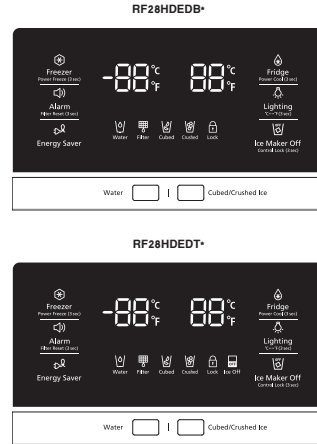 RF28HDEDB*
Freezer
Power Freeze (3 sec)
-88 °C °F
88 °C °F
Fridge
Power Cool (3 sec)
Alarm
Filter Reset (3 sec)
Lighting
°C↔°F (3 sec)
Energy Saver
Water Filter Cubed Crushed Lock
Ice Maker Off
Control Lock (3 sec)
Water | Cubed/Crushed Ice
RF28HDEDT*
Freezer
Power Freeze (3 sec)
-88 °C °F
88 °C °F
Fridge
Power Cool (3 sec)
Alarm
Filter Reset (3 sec)
Lighting
°C↔°F (3 sec)
Energy Saver
Water Filter Cubed Crushed Lock Ice Off
Ice Maker Off
Control Lock (3 sec)
Water | Cubed/Crushed Ice